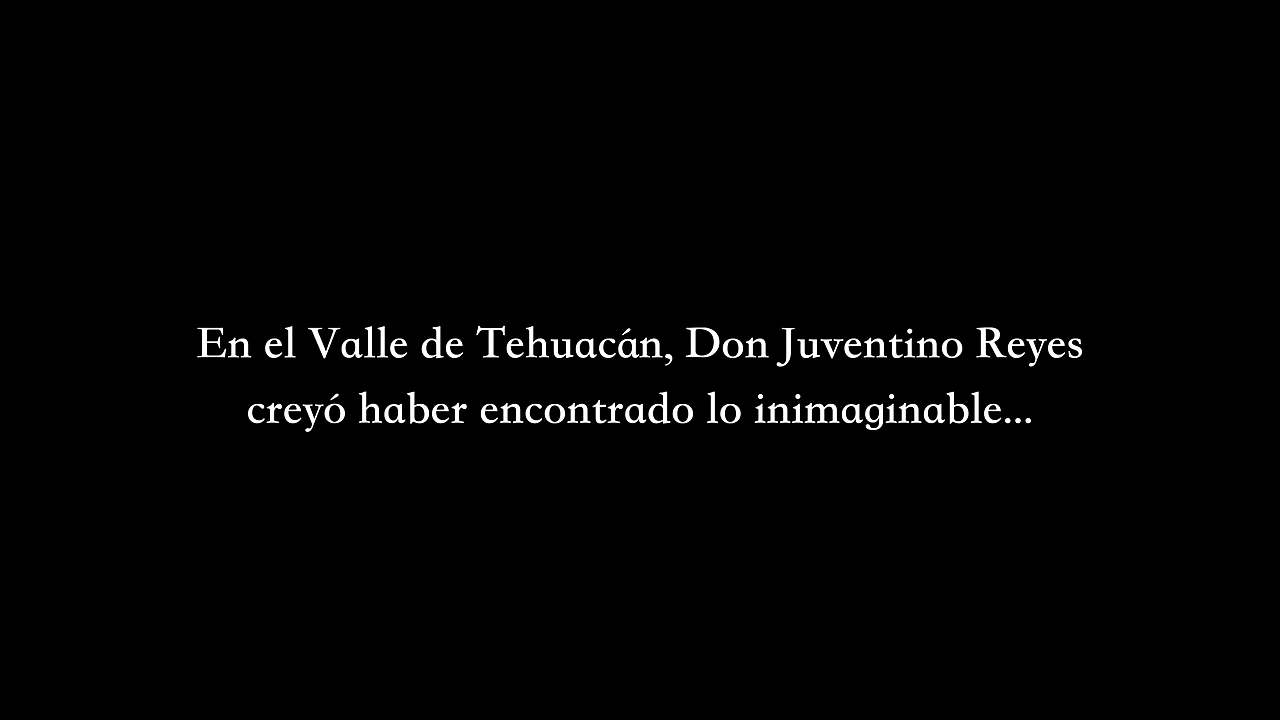 En el Valle de Tehuacán, Don Juventino Reyes
creyó haber encontrado lo inimaginable...